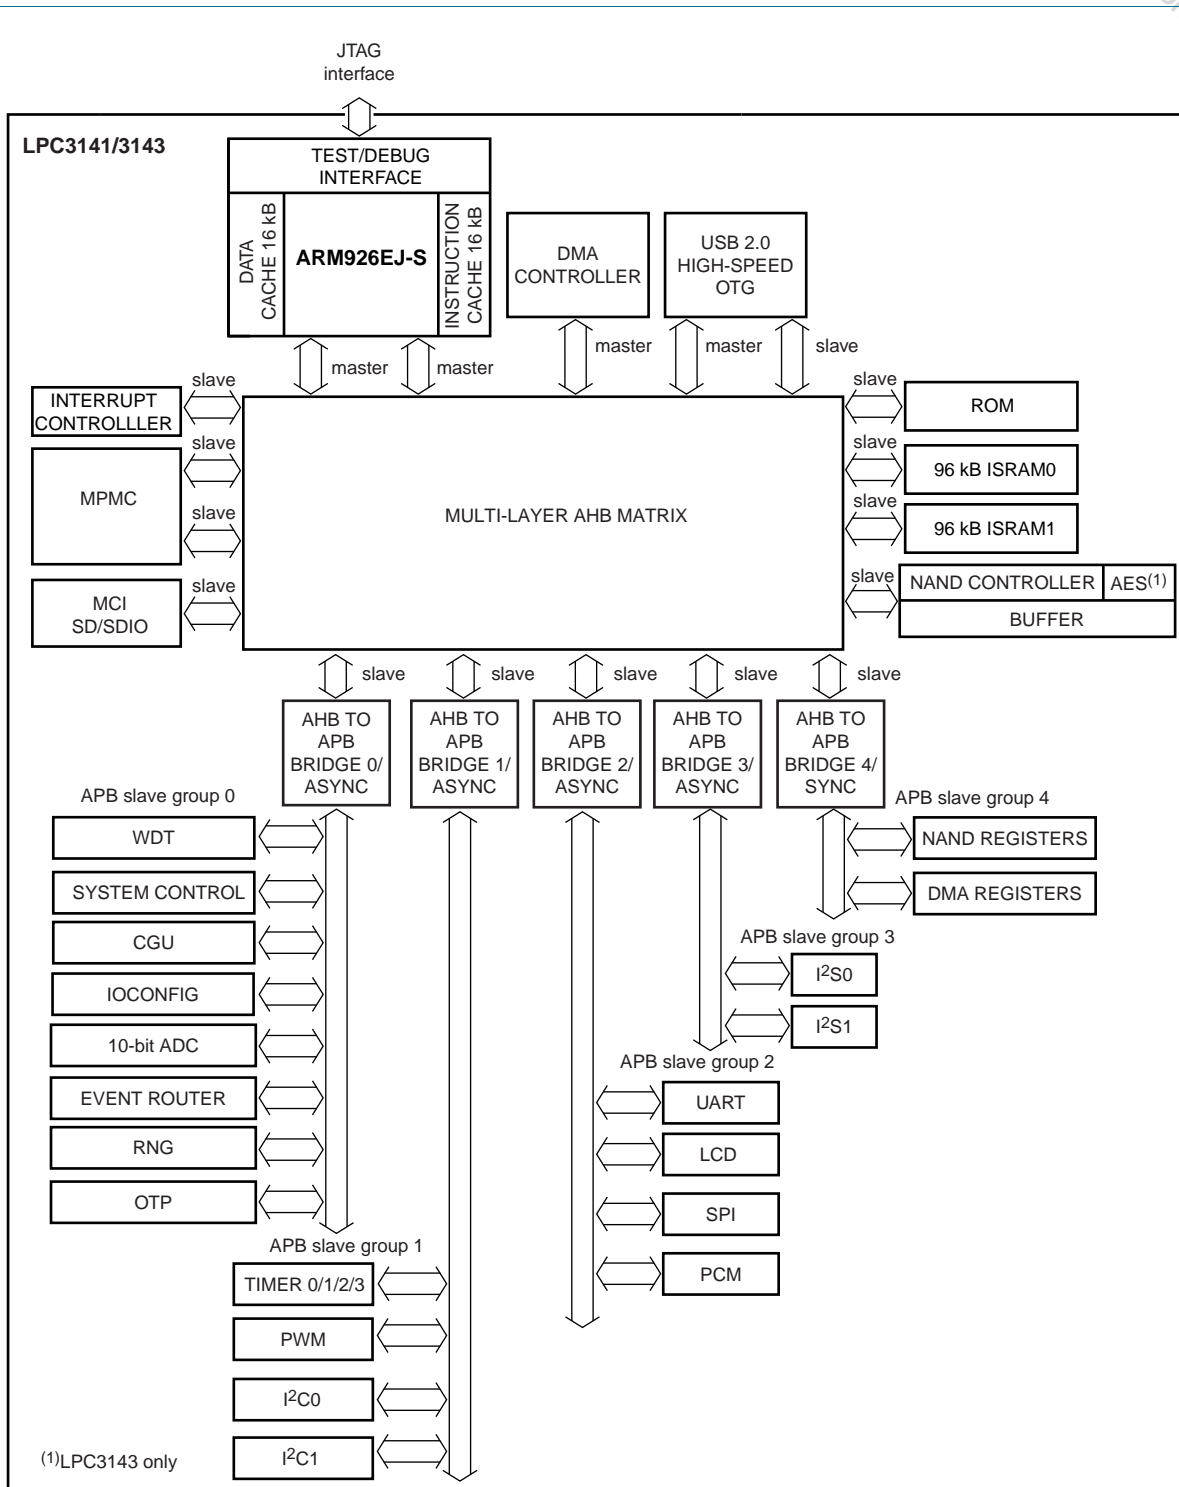 JTAG
interface
LPC3141/3143
TEST/DEBUG
INTERFACE
DATA
CACHE 16 kB
ARM926EJ-S
INSTRUCTION
CACHE 16 kB
DMA
CONTROLLER
USB 2.0
HIGH-SPEED
OTG
master
master
master
master
slave
slave
INTERRUPT
CONTROLLLER
slave
MPMC
slave
slave
MCI
SD/SDIO
MULTI-LAYER AHB MATRIX
slave
ROM
slave
96 kB ISRAM0
slave
96 kB ISRAM1
slave
NAND CONTROLLER
AES(1)
BUFFER
slave
slave
slave
slave
slave
AHB TO
APB
BRIDGE 0/
ASYNC
AHB TO
APB
BRIDGE 1/
ASYNC
AHB TO
APB
BRIDGE 2/
ASYNC
AHB TO
APB
BRIDGE 3/
ASYNC
AHB TO
APB
BRIDGE 4/
SYNC
APB slave group 0
WDT
SYSTEM CONTROL
CGU
IOCONFIG
10-bit ADC
EVENT ROUTER
RNG
OTP
APB slave group 4
NAND REGISTERS
DMA REGISTERS
APB slave group 3
I2S0
I2S1
APB slave group 2
UART
LCD
SPI
PCM
APB slave group 1
TIMER 0/1/2/3
PWM
I2C0
I2C1
(1)LPC3143 only